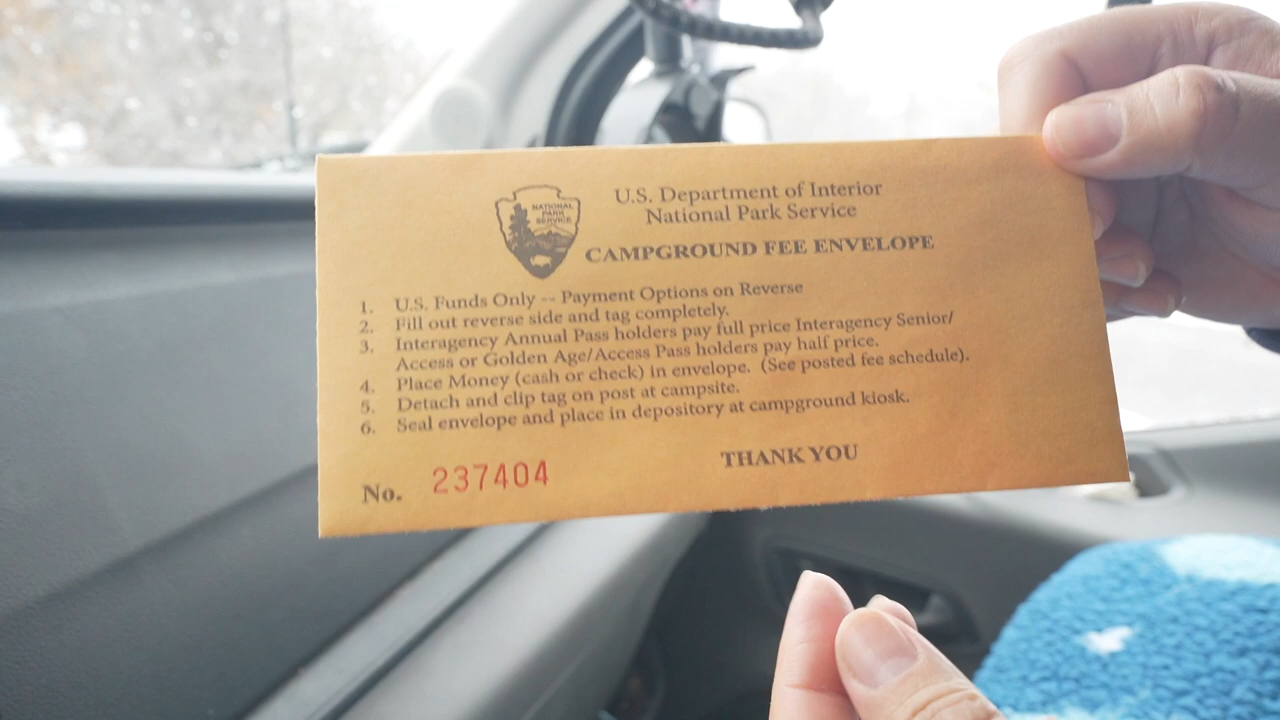 NATIONAL
PARK
SERVICE
U.S. Department of Interior
National Park Service
CAMPGROUND FEE ENVELOPE
1. U.S. Funds Only -- Payment Options on Reverse
2. Fill out reverse side and tag completely.
3. Interagency Annual Pass holders pay full price Interagency Senior/
Access or Golden Age/Access Pass holders pay half price.
4. Place Money (cash or check) in envelope. (See posted fee schedule).
5. Detach and clip tag on post at campsite.
6. Seal envelope and place in depository at campground kiosk.
THANK YOU
No. 237404